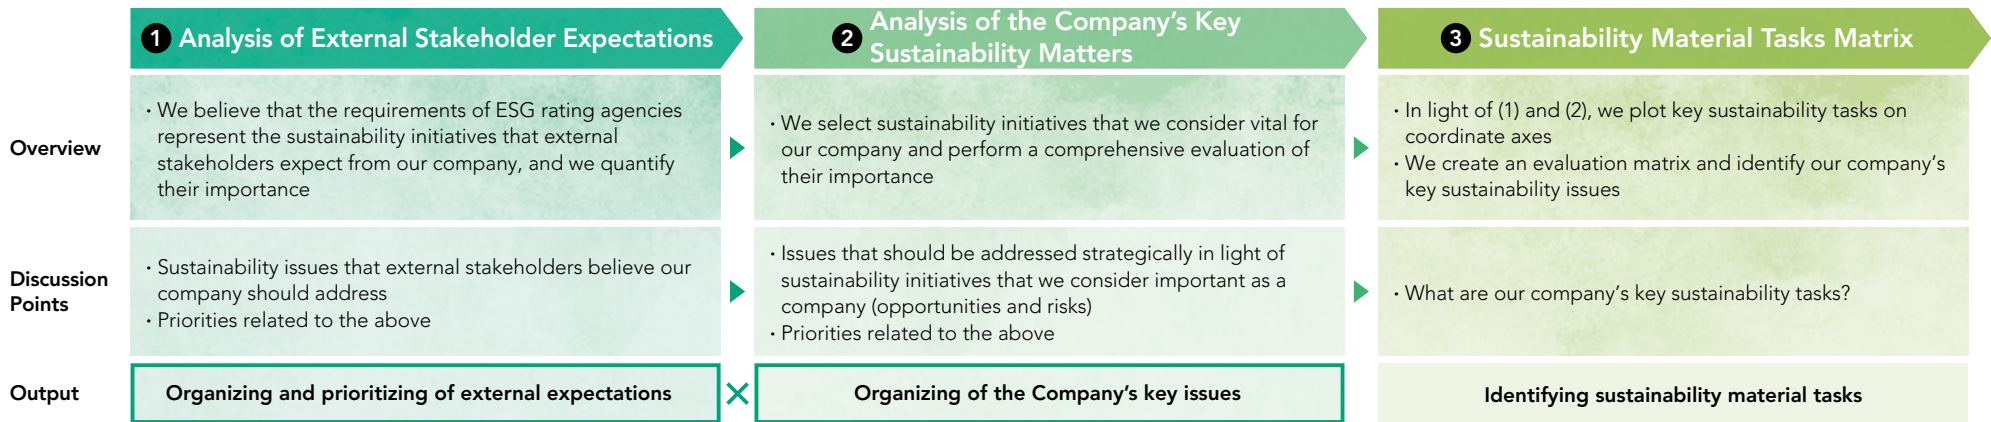 1 Analysis of External Stakeholder Expectations
2 Analysis of the Company’s Key
Sustainability Matters
3 Sustainability Material Tasks Matrix
Overview
· We believe that the requirements of ESG rating agencies
represent the sustainability initiatives that external
stakeholders expect from our company, and we quantify
their importance
· We select sustainability initiatives that we consider vital for
our company and perform a comprehensive evaluation of
their importance
· In light of (1) and (2), we plot key sustainability tasks on
coordinate axes
· We create an evaluation matrix and identify our company’s
key sustainability issues
Discussion
Points
· Sustainability issues that external stakeholders believe our
company should address
· Priorities related to the above
· Issues that should be addressed strategically in light of
sustainability initiatives that we consider important as a
company (opportunities and risks)
· Priorities related to the above
· What are our company’s key sustainability tasks?
Output
Organizing and prioritizing of external expectations
×
Organizing of the Company’s key issues
Identifying sustainability material tasks